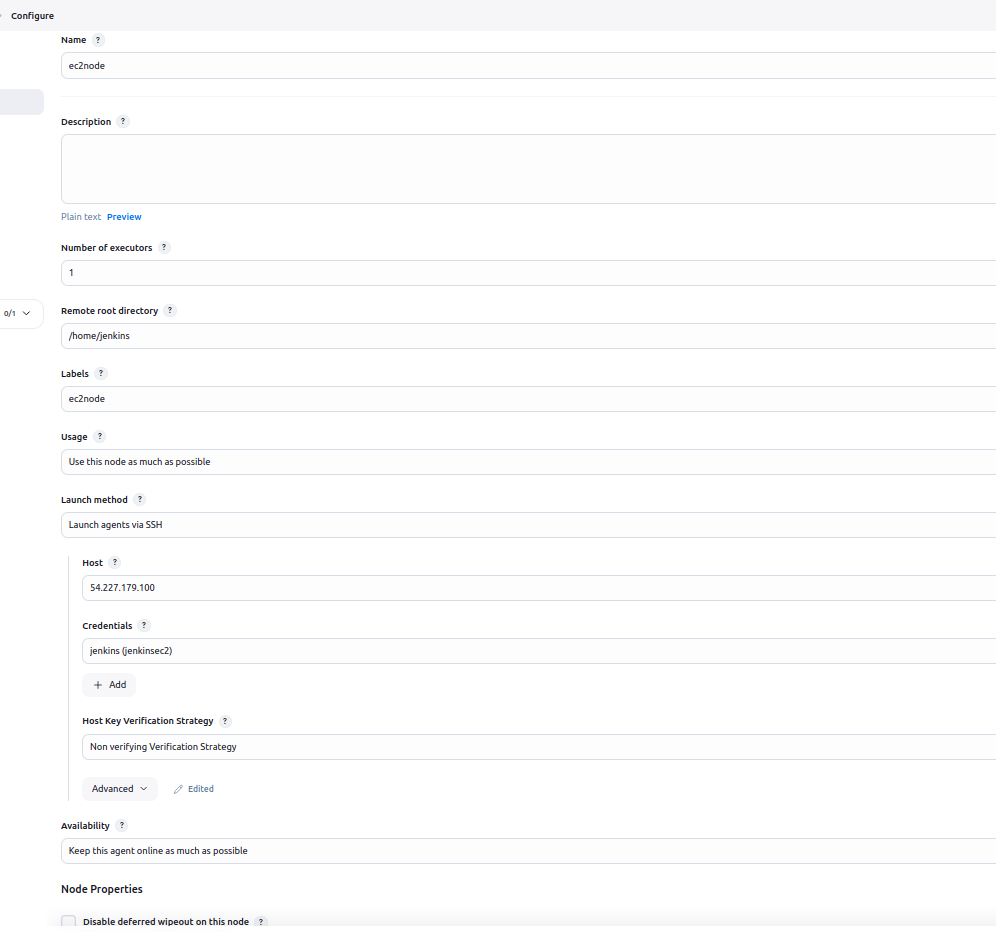 Configure
Name ?
ec2node
Description ?
Plain text Preview
Number of executors ?
1
0/1
Remote root directory ?
/home/jenkins
Labels ?
ec2node
Usage ?
Use this node as much as possible
Launch method ?
Launch agents via SSH
Host ?
54.227.179.100
Credentials ?
jenkins (jenkinsec2)
+ Add
Host Key Verification Strategy ?
Non verifying Verification Strategy
Advanced Edited
Availability ?
Keep this agent online as much as possible
Node Properties
Disable deferred wipeout on this node ?